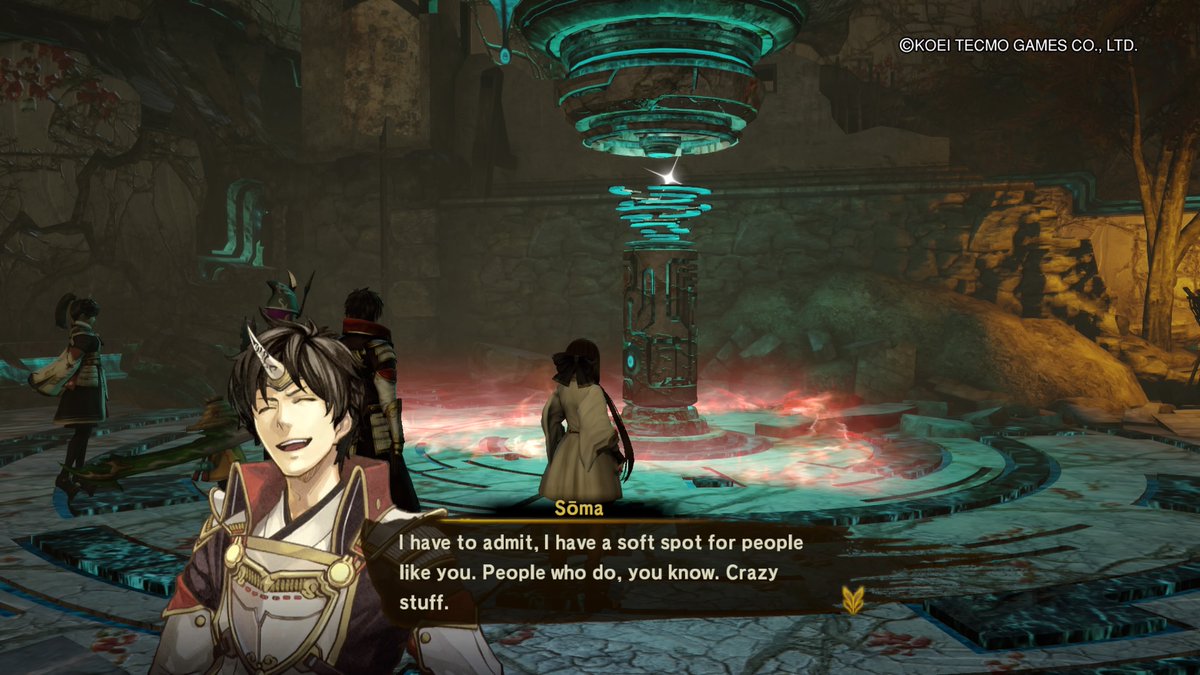 ©KOEI TECMO GAMES CO., LTD.
Sōma
I have to admit, I have a soft spot for people
like you. People who do, you know. Crazy
stuff.